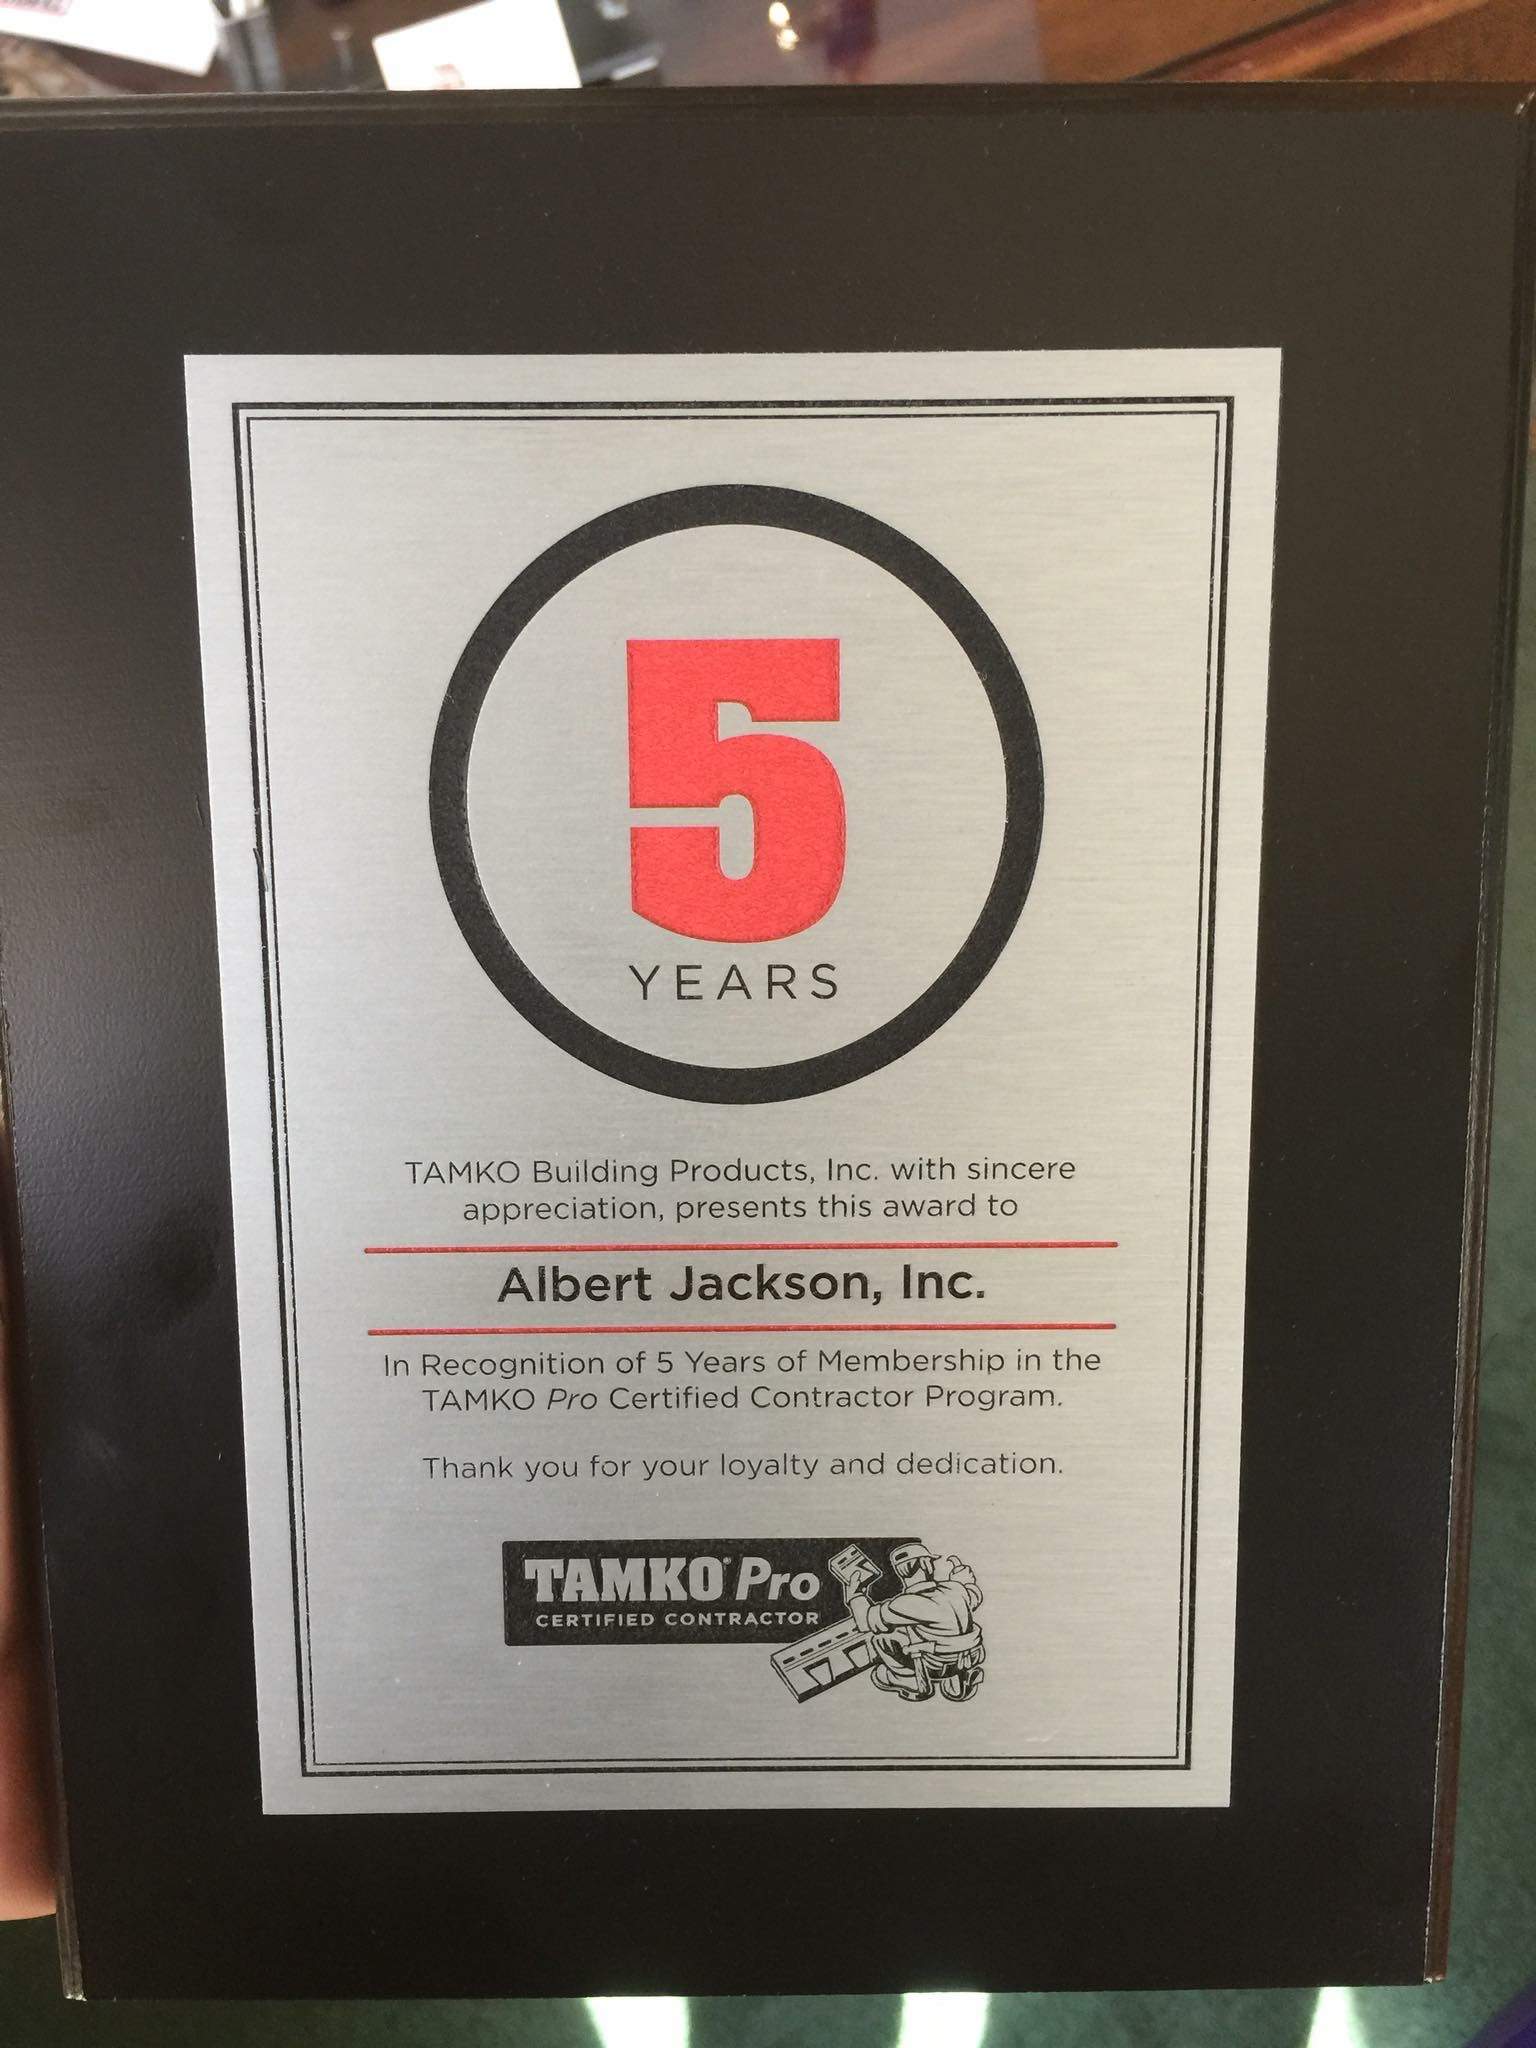 5
YEARS
TAMKO Building Products, Inc. with sincere
appreciation, presents this award to
Albert Jackson, Inc.
In Recognition of 5 Years of Membership in the
TAMKO Pro Certified Contractor Program.
Thank you for your loyalty and dedication.
TAMKO® Pro
CERTIFIED CONTRACTOR